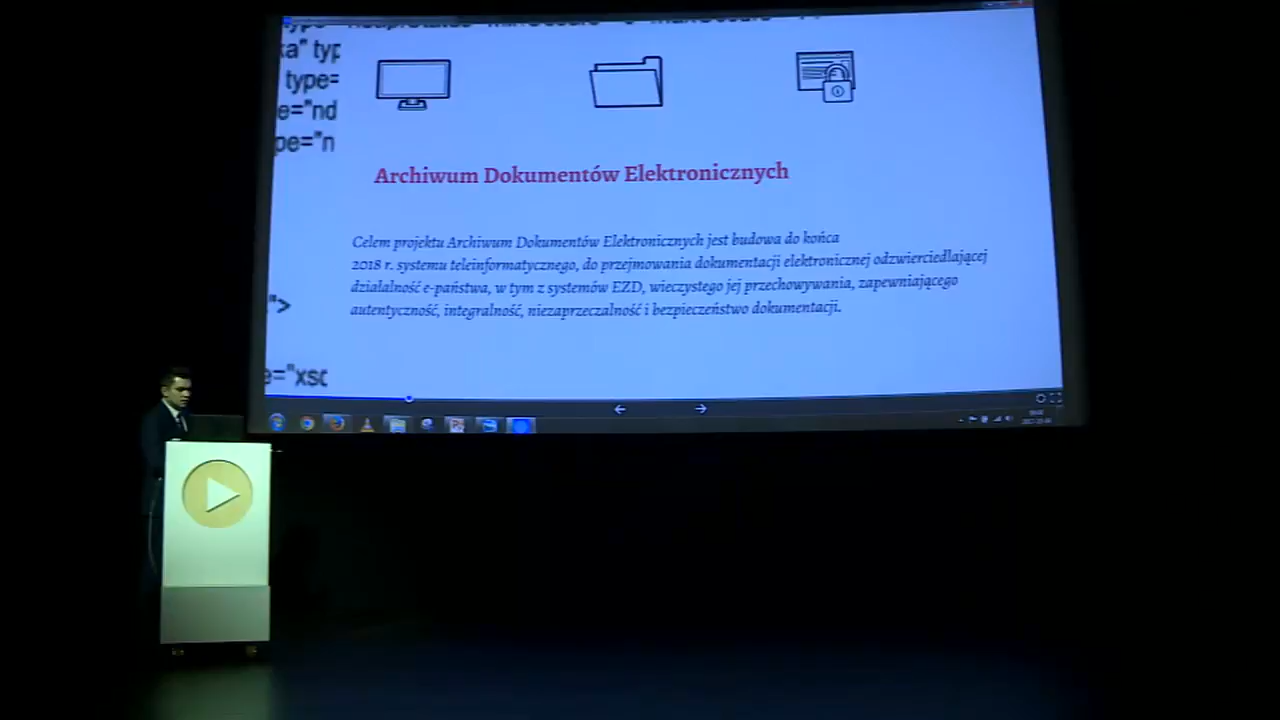 ka" typ
type=
e="nd
pe="n
Archiwum Dokumentów Elektronicznych
Celem projektu Archiwum Dokumentów Elektronicznych jest budowa do końca
2018 r. systemu teleinformatycznego, do przejmowania dokumentacji elektronicznej odzwierciedlającej
działalność e-państwa, w tym z systemów EZD, wieczystego jej przechowywania, zapewniającego
autentyczność, integralność, niezaprzeczalność i bezpieczeństwo dokumentacji.
">
e="xsd